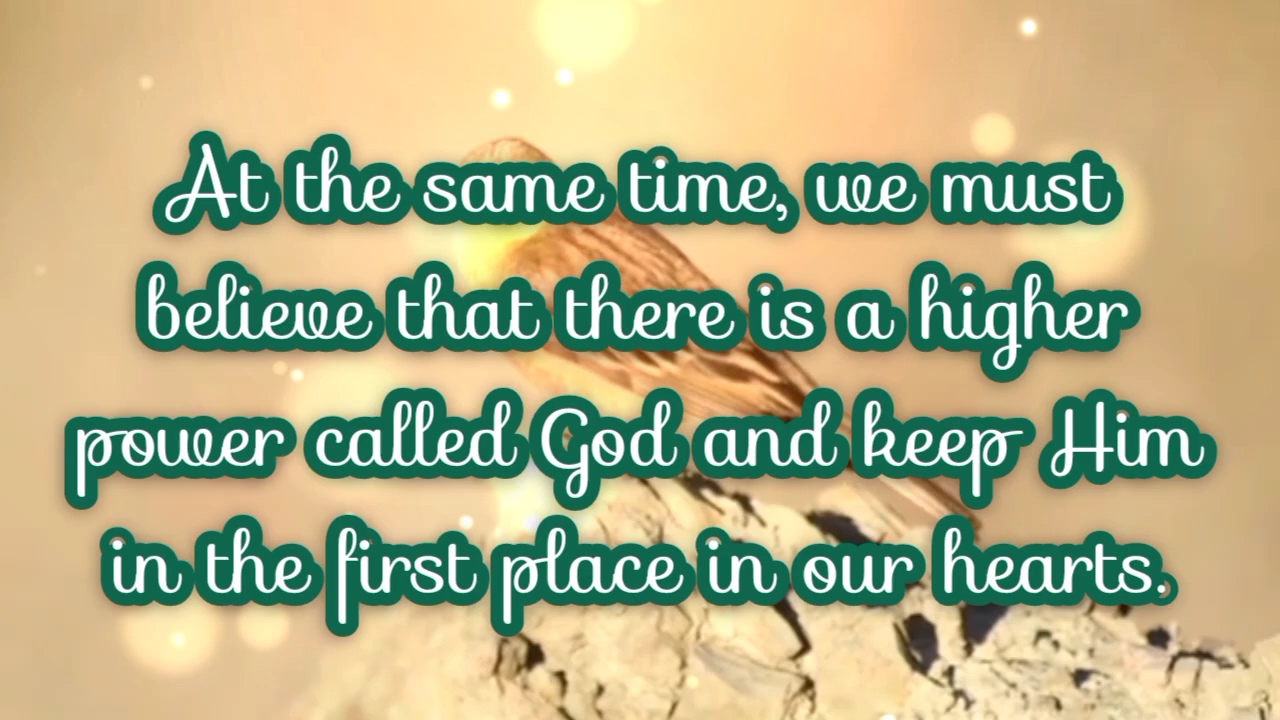 At the same time, we must
believe that there is a higher
power called God and keep Him
in the first place in our hearts.